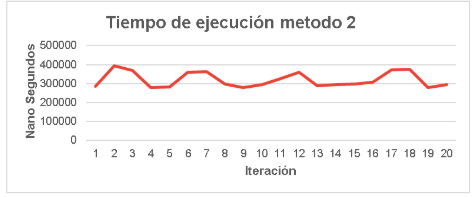 Tiempo de ejecución metodo 2
Nano Segundos
500000
400000
300000
200000
100000
0
1 2 3 4 5 6 7 8 9 10 11 12 13 14 15 16 17 18 19 20
Iteración